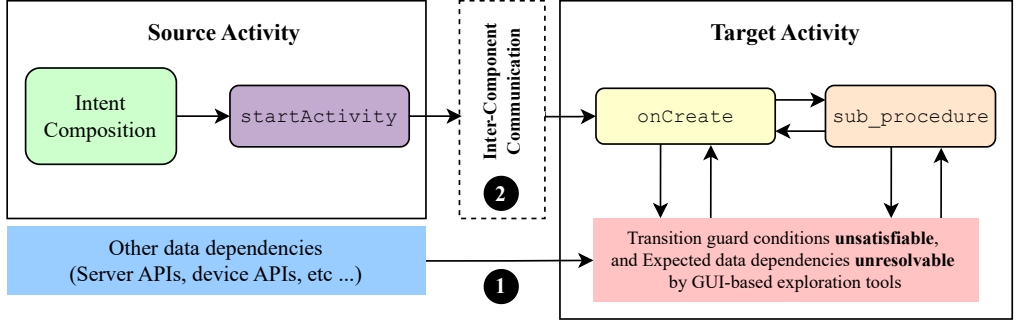 Source Activity
Intent
Composition
startActivity
Inter-Component
Communication
2
Target Activity
onCreate
sub_procedure
Other data dependencies
(Server APIs, device APIs, etc ...)
1
Transition guard conditions unsatisfiable,
and Expected data dependencies unresolvable
by GUI-based exploration tools